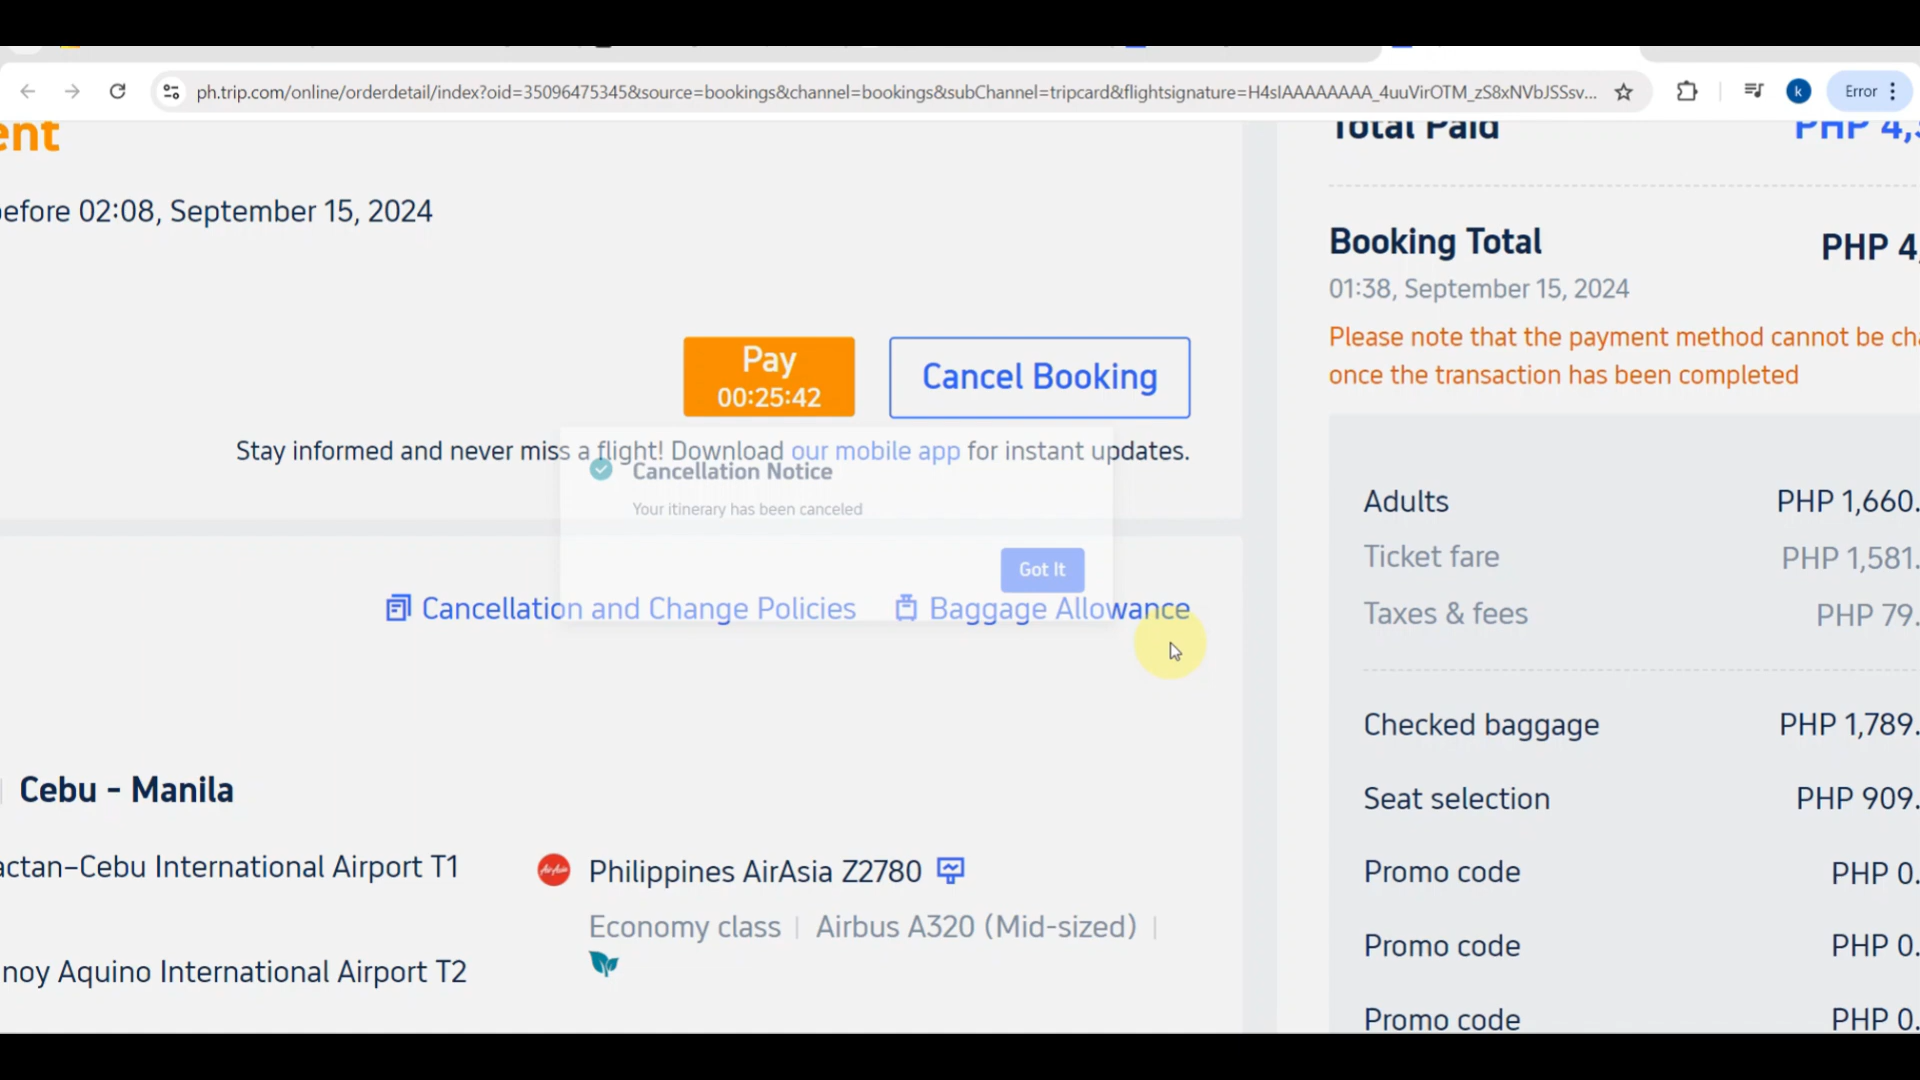 ph.trip.com/online/orderdetail/index?oid=35096475345&source=bookings&channel=bookings&subChannel=tripcard&flightsignature=H4sIAAAAAAAA_4uuVirOTM_zS8xNVbJSSsv...
k
Error
ent
before 02:08, September 15, 2024
Pay
00:25:42
Cancel Booking
Stay informed and never miss a flight! Download our mobile app for instant updates.
Cancellation Notice
Your itinerary has been canceled
Got It
Cancellation and Change Policies
Baggage Allowance
Cebu - Manila
actan–Cebu International Airport T1
Philippines AirAsia Z2780
Economy class | Airbus A320 (Mid-sized) |
noy Aquino International Airport T2
Total Paid
PHP 4,
Booking Total
PHP 4,
01:38, September 15, 2024
Please note that the payment method cannot be cha
once the transaction has been completed
Adults
PHP 1,660.
Ticket fare
PHP 1,581.
Taxes & fees
PHP 79.
Checked baggage
PHP 1,789.
Seat selection
PHP 909.
Promo code
PHP 0.
Promo code
PHP 0.
Promo code
PHP 0.